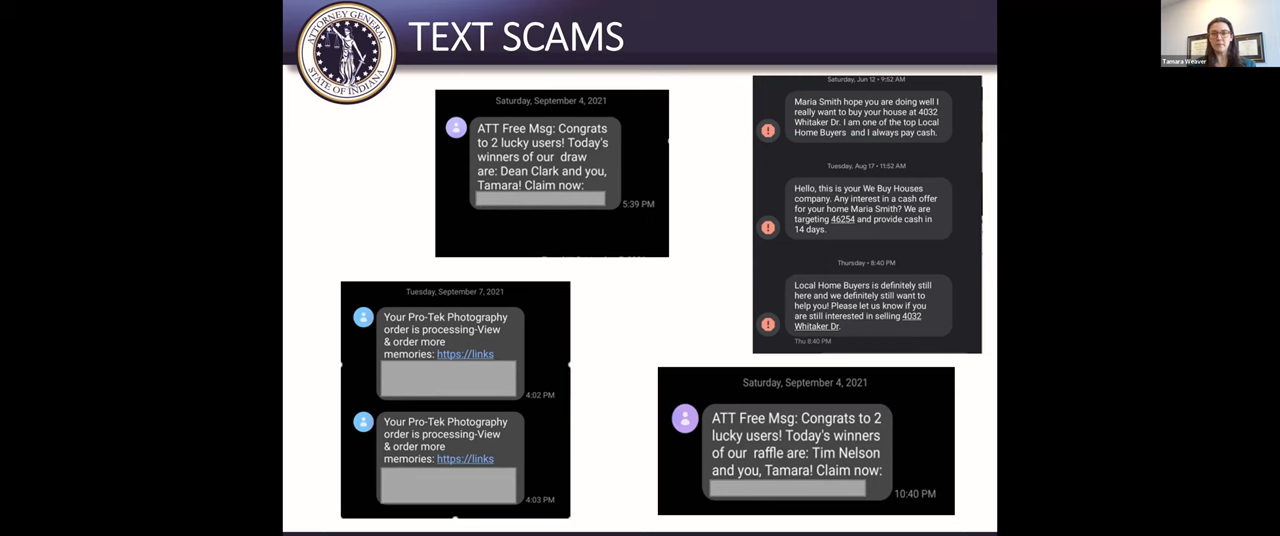 ATTORNEY GENERAL
STATE OF INDIANA
TEXT SCAMS
Tamara Weaver
Saturday, September 4, 2021
ATT Free Msg: Congrats
to 2 lucky users! Today's
winners of our draw
are: Dean Clark and you,
Tamara! Claim now:
5:39 PM
Saturday, Jun 12 • 9:52 AM
Maria Smith hope you are doing well I
really want to buy your house at 4032
Whitaker Dr. I am one of the top Local
Home Buyers and I always pay cash.
Tuesday, Aug 17 • 11:52 AM
Hello, this is your We Buy Houses
company. Any interest in a cash offer
for your home Maria Smith? We are
targeting 46254 and provide cash in
14 days.
Thursday • 8:40 PM
Local Home Buyers is definitely still
here and we definitely still want to
help you! Please let us know if you
are still interested in selling 4032
Whitaker Dr.
Thu 8:40 PM
Tuesday, September 7, 2021
Your Pro-Tek Photography
order is processing-View
& order more
memories: https://links
4:02 PM
Your Pro-Tek Photography
order is processing-View
& order more
memories: https://links
4:03 PM
Saturday, September 4, 2021
ATT Free Msg: Congrats to 2
lucky users! Today's winners
of our raffle are: Tim Nelson
and you, Tamara! Claim now:
10:40 PM